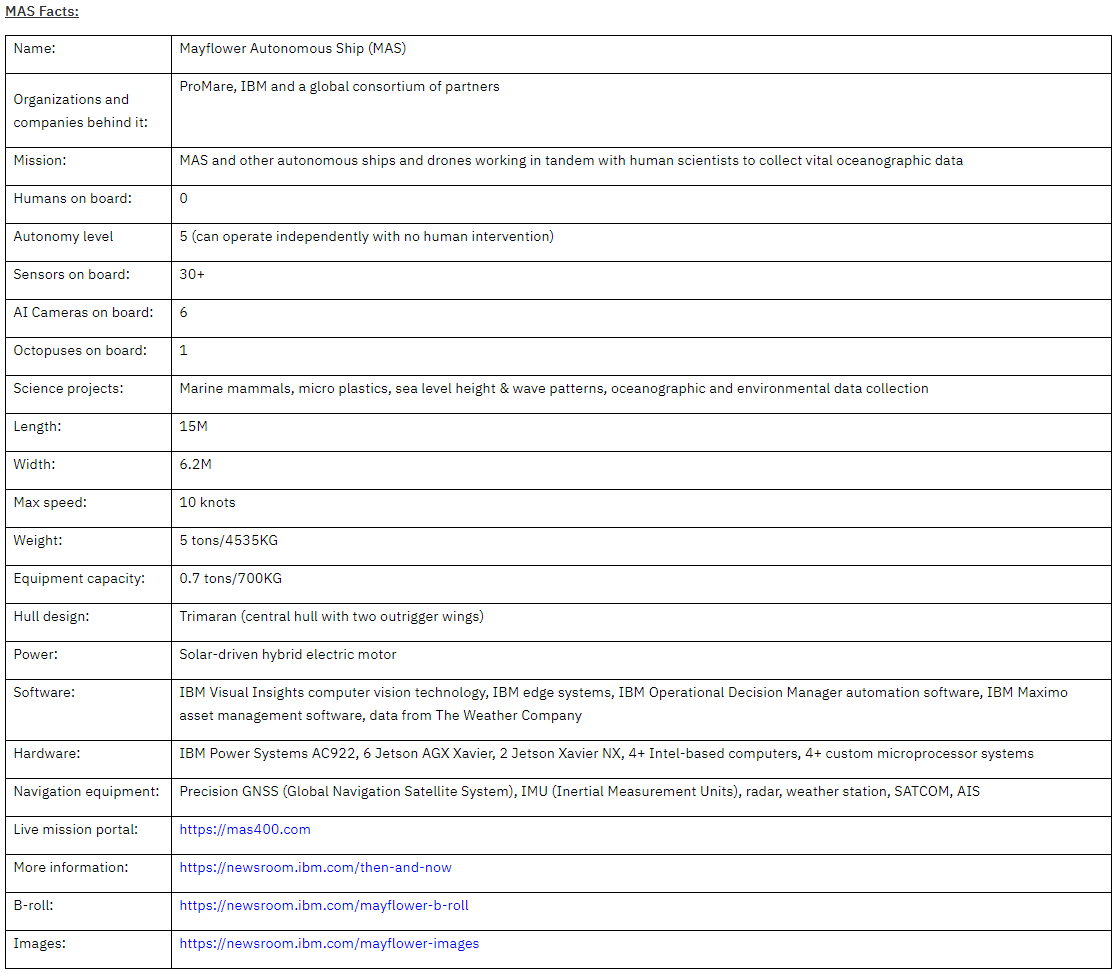 MAS Facts:
Name: Mayflower Autonomous Ship (MAS)
Organizations and companies behind it: ProMare, IBM and a global consortium of partners
Mission: MAS and other autonomous ships and drones working in tandem with human scientists to collect vital oceanographic data
Humans on board: 0
Autonomy level 5 (can operate independently with no human intervention)
Sensors on board: 30+
AI Cameras on board: 6
Octopuses on board: 1
Science projects: Marine mammals, micro plastics, sea level height & wave patterns, oceanographic and environmental data collection
Length: 15M
Width: 6.2M
Max speed: 10 knots
Weight: 5 tons/4535KG
Equipment capacity: 0.7 tons/700KG
Hull design: Trimaran (central hull with two outrigger wings)
Power: Solar-driven hybrid electric motor
Software: IBM Visual Insights computer vision technology, IBM edge systems, IBM Operational Decision Manager automation software, IBM Maximo
asset management software, data from The Weather Company
Hardware: IBM Power Systems AC922, 6 Jetson AGX Xavier, 2 Jetson Xavier NX, 4+ Intel-based computers, 4+ custom microprocessor systems
Navigation equipment: Precision GNSS (Global Navigation Satellite System), IMU (Inertial Measurement Units), radar, weather station, SATCOM, AIS
Live mission portal: https://mas400.com
More information: https://newsroom.ibm.com/then-and-now
B-roll: https://newsroom.ibm.com/mayflower-b-roll
Images: https://newsroom.ibm.com/mayflower-images